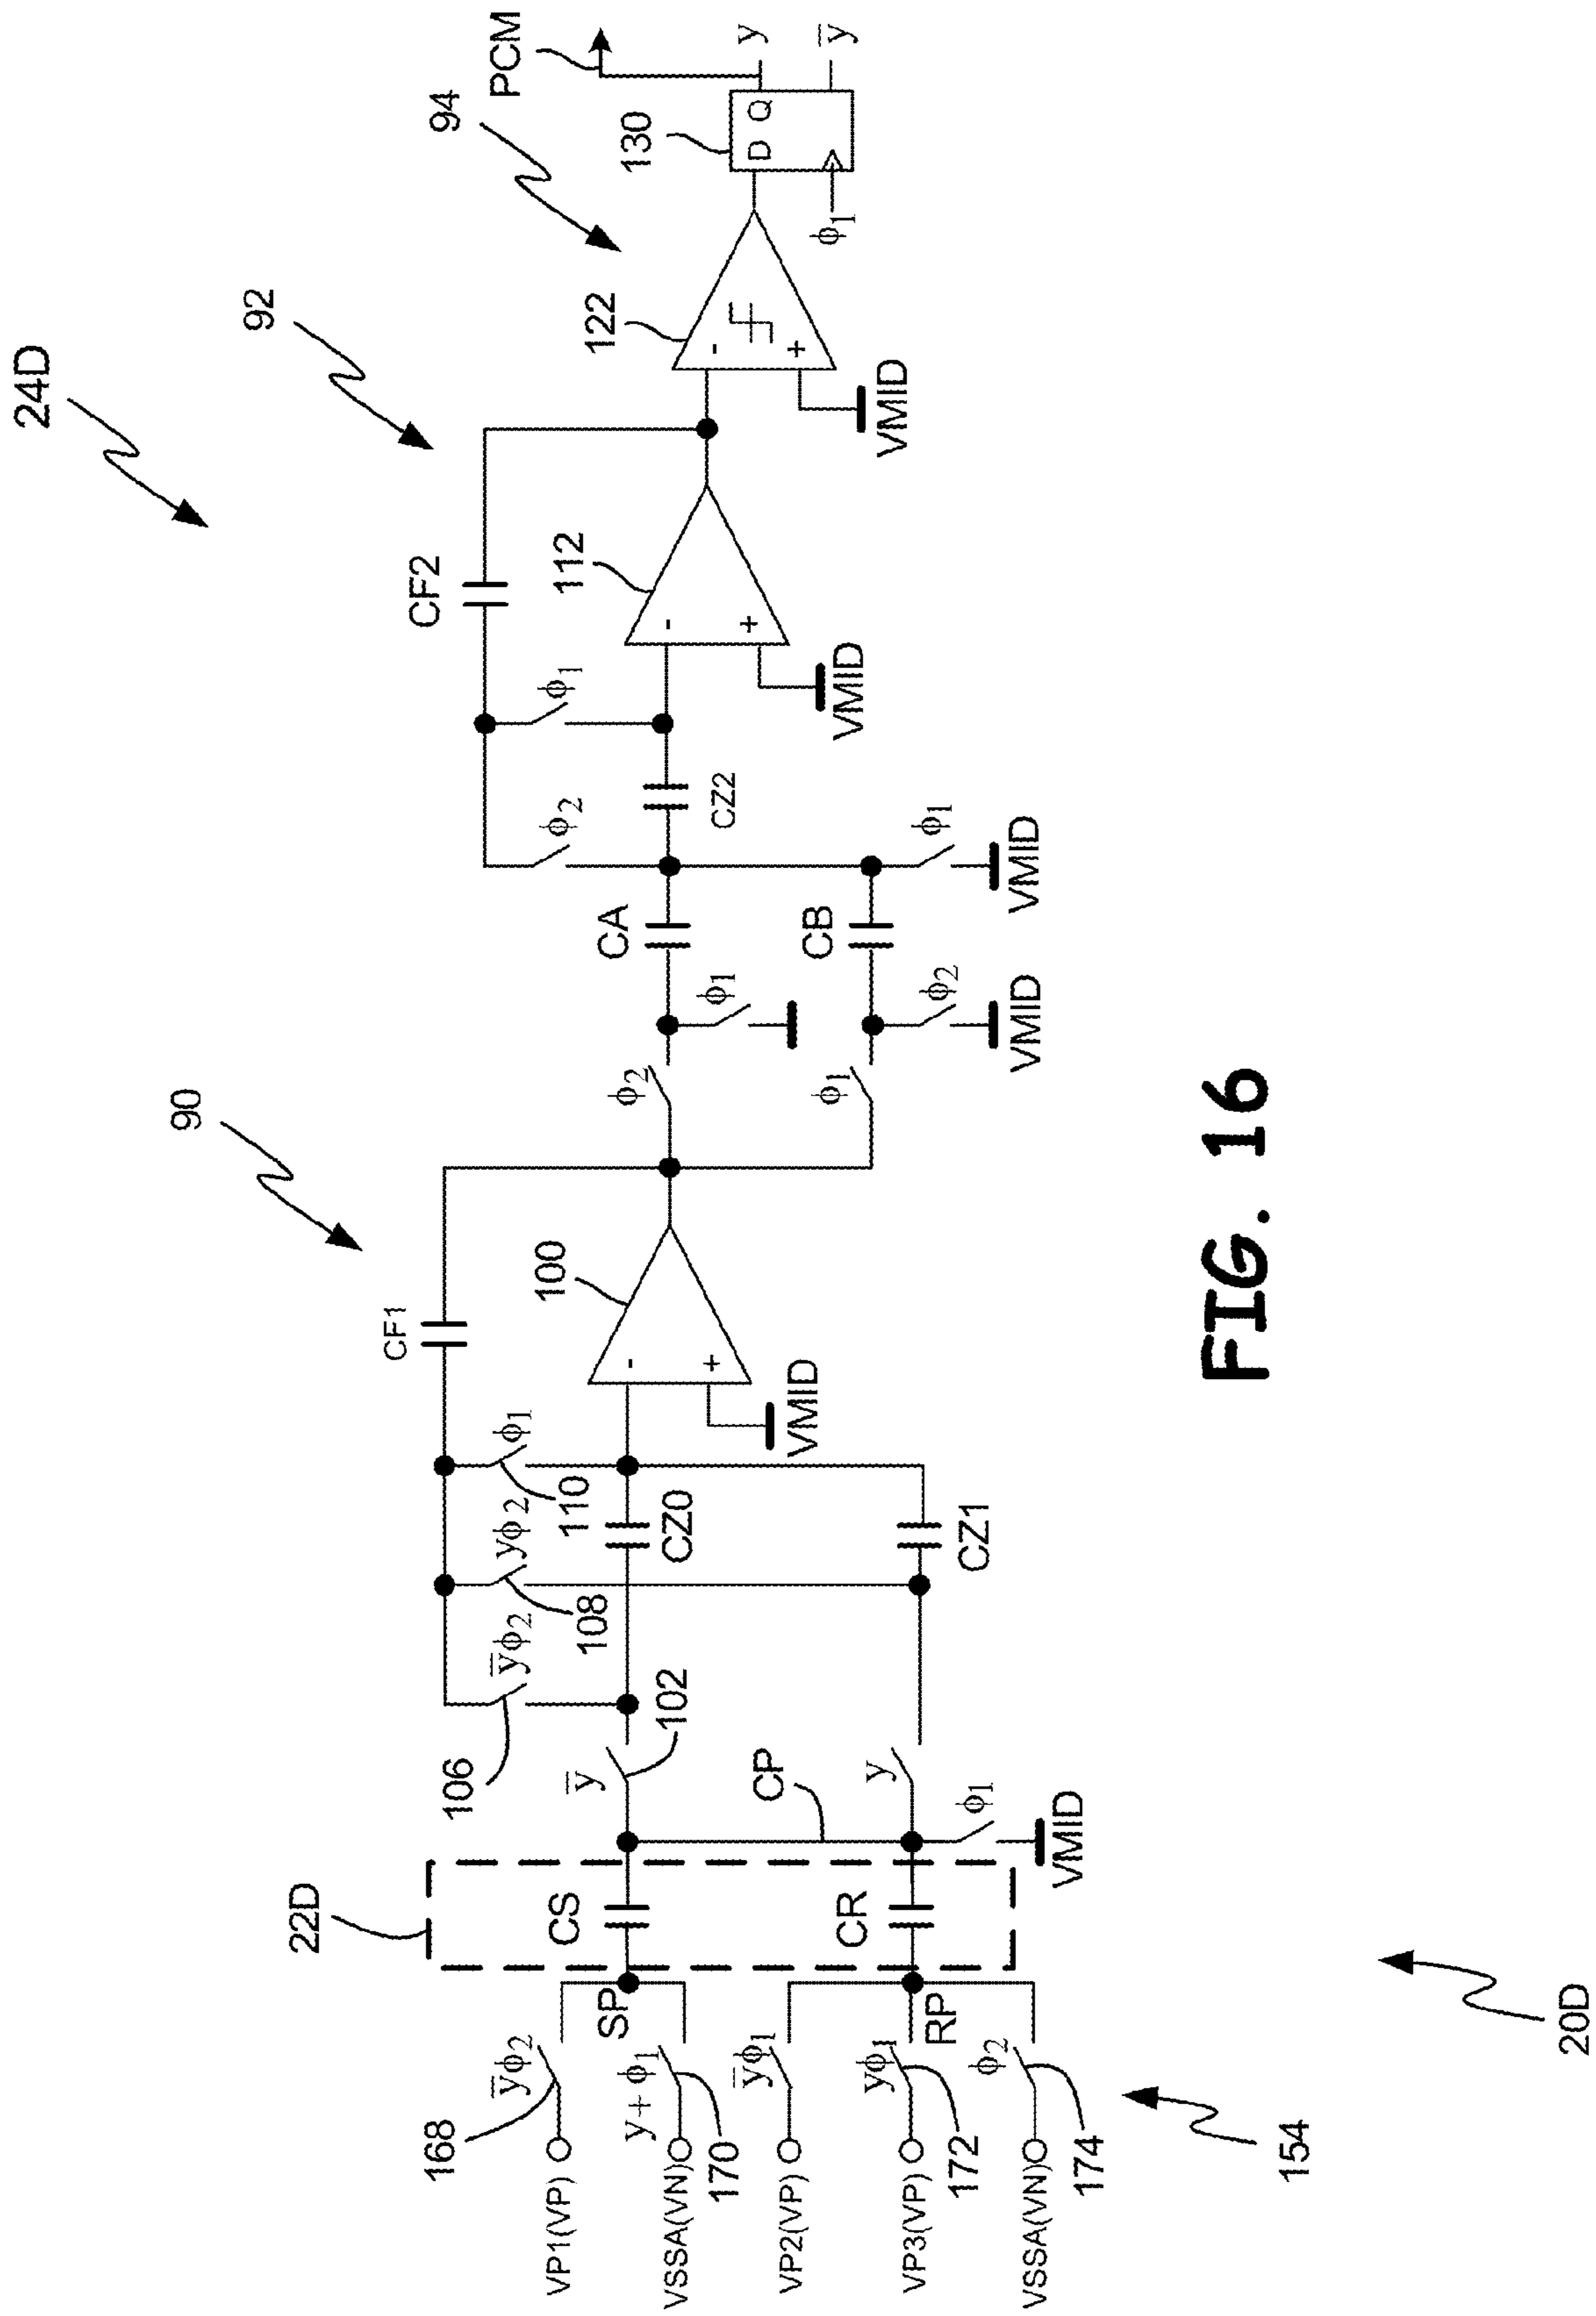 24D
92
94
PCM
90
CF2
122
130
y
D Q
ȳ
ϕ1
CF1
100
112
-
+
VMID
-
+
VMID
-
+
VMID
ϕ1
ϕ2
CZ2
CA
CB
ϕ2
ϕ1
ϕ1
ϕ2
VMID
ϕ1
VMID
22D
106
ȳϕ2
108
yϕ2
110
ϕ1
CZ0
CZ1
102
ȳ
y
CP
ϕ1
VMID
CS
CR
SP
RP
168
ȳϕ2
VP1(VP)
y+ ϕ1
VSSA(VN)
170
ȳϕ1
VP2(VP)
yϕ1
VP3(VP)
172
ϕ2
VSSA(VN)
174
154
20D
FIG. 16